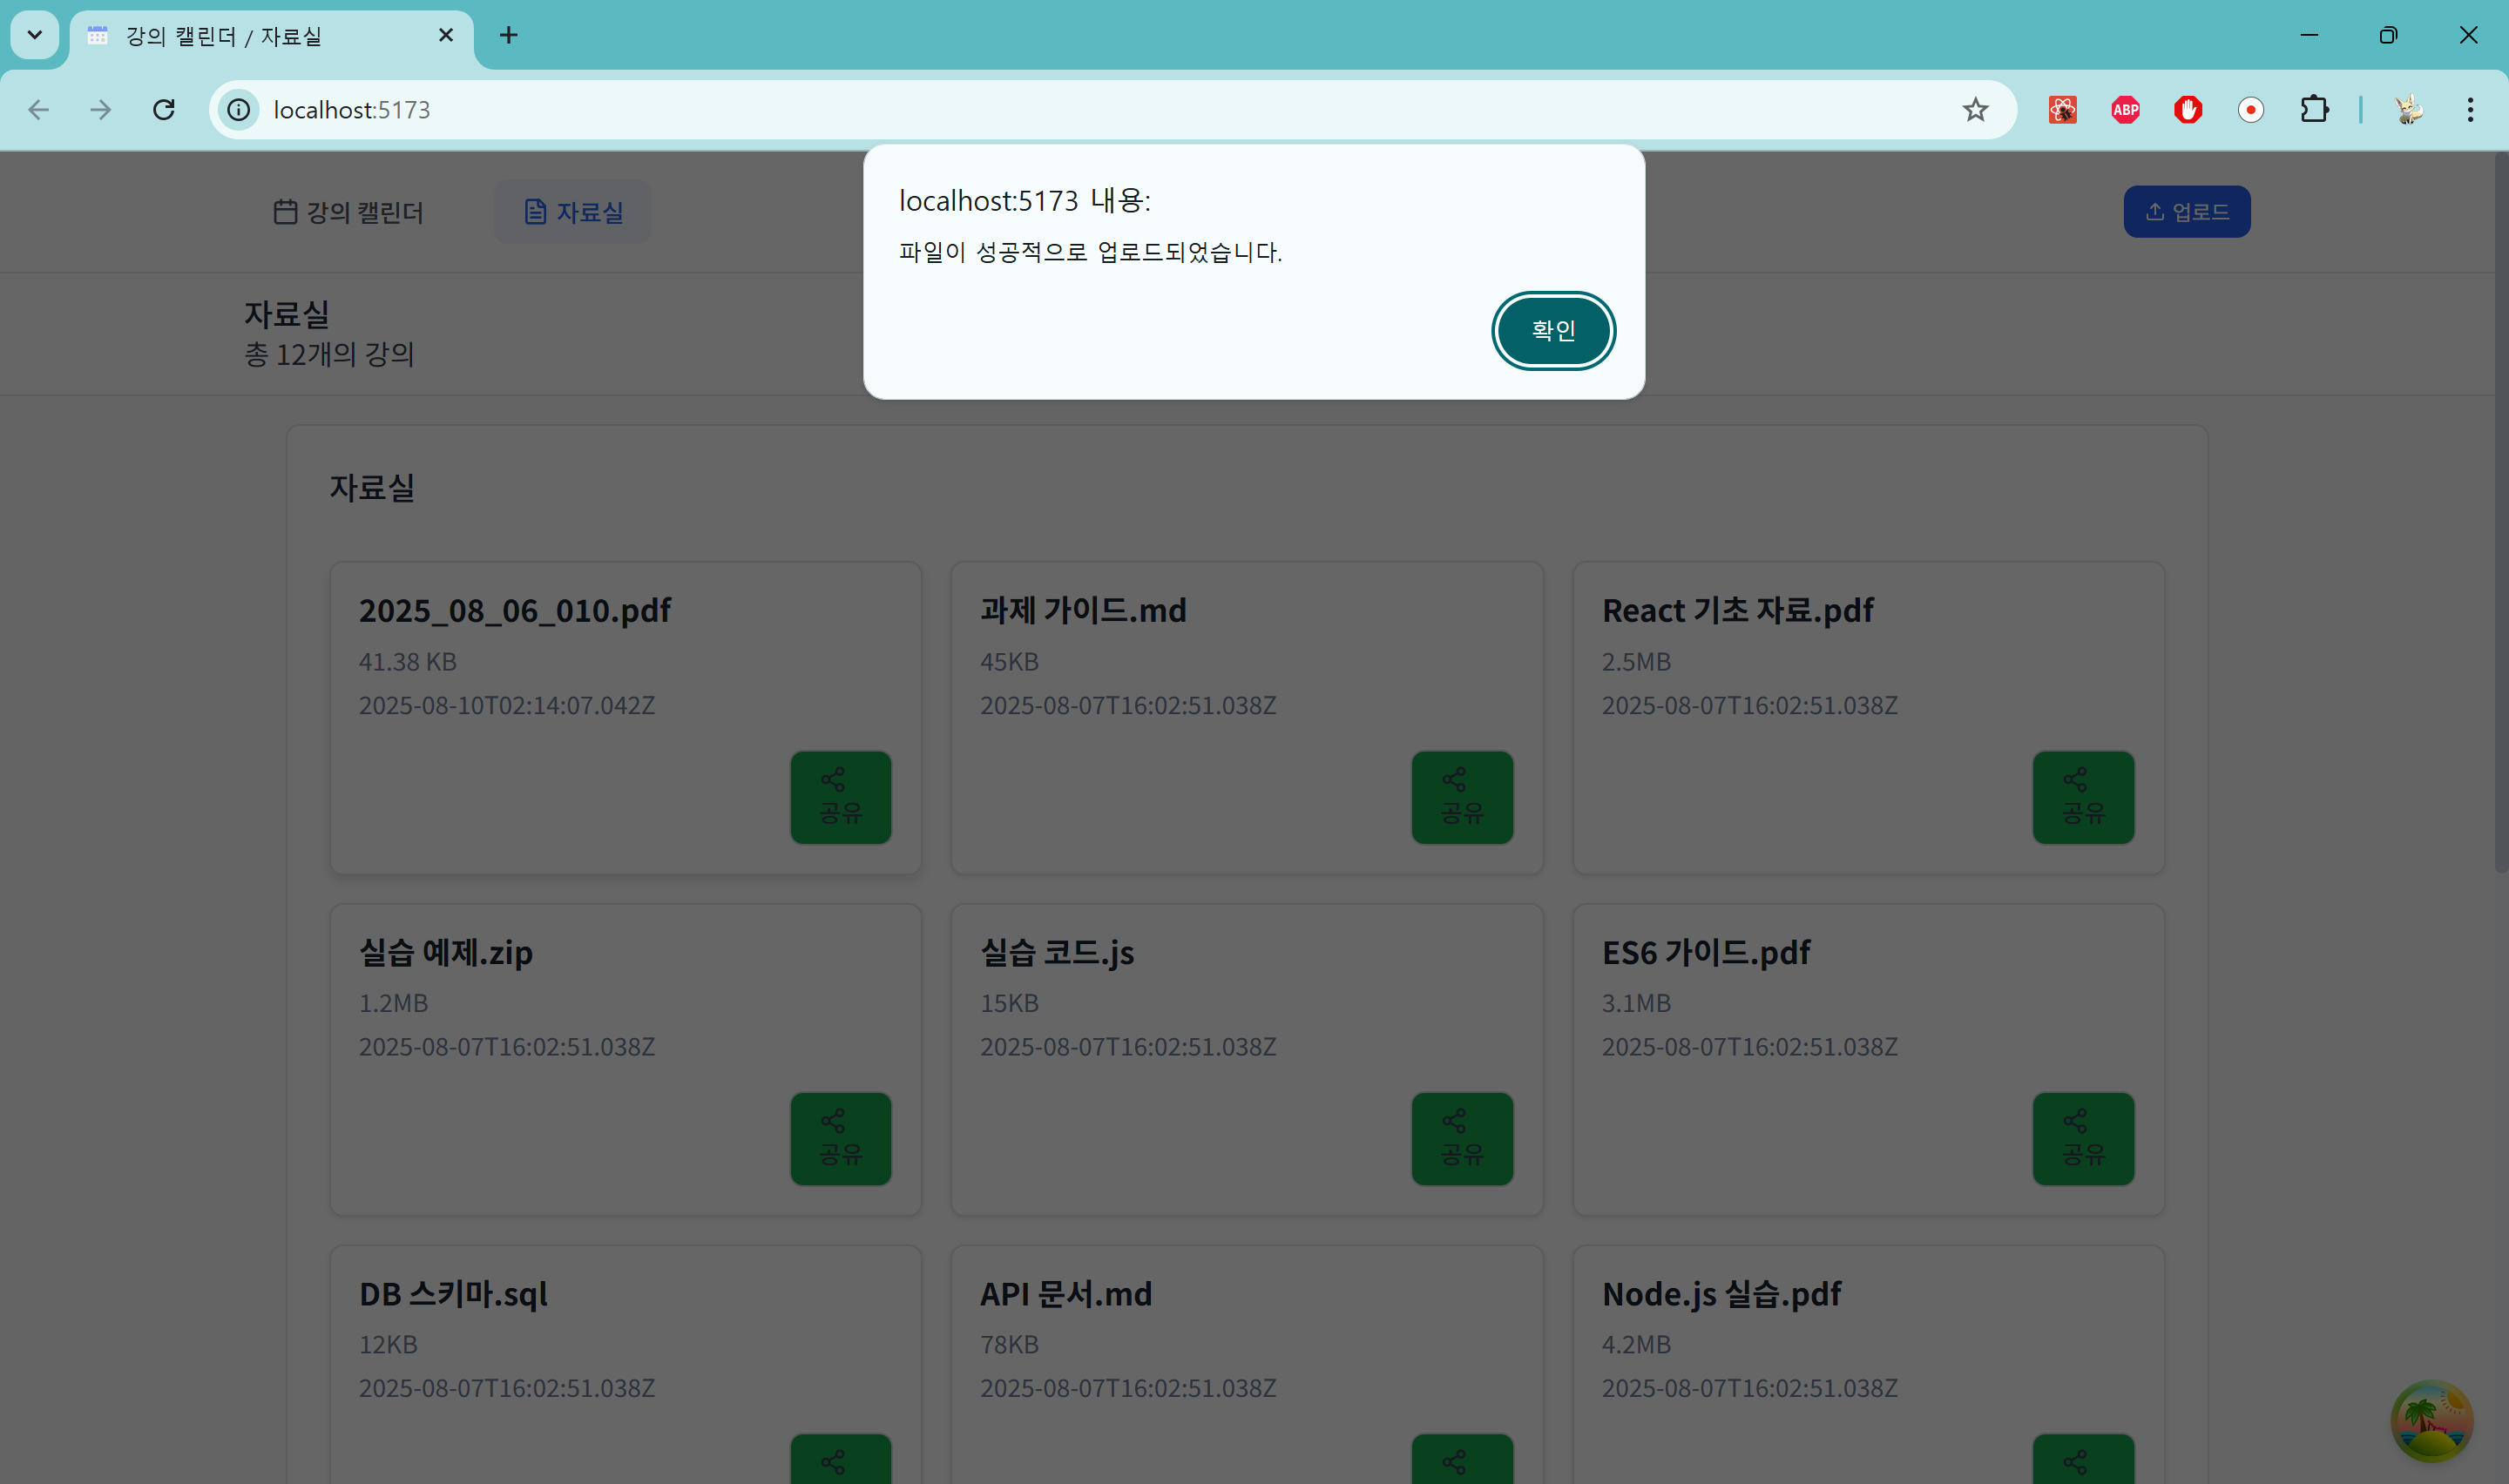 강의 캘린더 / 자료실
localhost:5173
ABP
강의 캘린더
자료실
업로드
localhost:5173 내용:
파일이 성공적으로 업로드되었습니다.
확인
자료실
총 12개의 강의
자료실
2025_08_06_010.pdf
41.38 KB
2025-08-10T02:14:07.042Z
공유
과제 가이드.md
45KB
2025-08-07T16:02:51.038Z
공유
React 기초 자료.pdf
2.5MB
2025-08-07T16:02:51.038Z
공유
실습 예제.zip
1.2MB
2025-08-07T16:02:51.038Z
공유
실습 코드.js
15KB
2025-08-07T16:02:51.038Z
공유
ES6 가이드.pdf
3.1MB
2025-08-07T16:02:51.038Z
공유
DB 스키마.sql
12KB
2025-08-07T16:02:51.038Z
API 문서.md
78KB
2025-08-07T16:02:51.038Z
Node.js 실습.pdf
4.2MB
2025-08-07T16:02:51.038Z